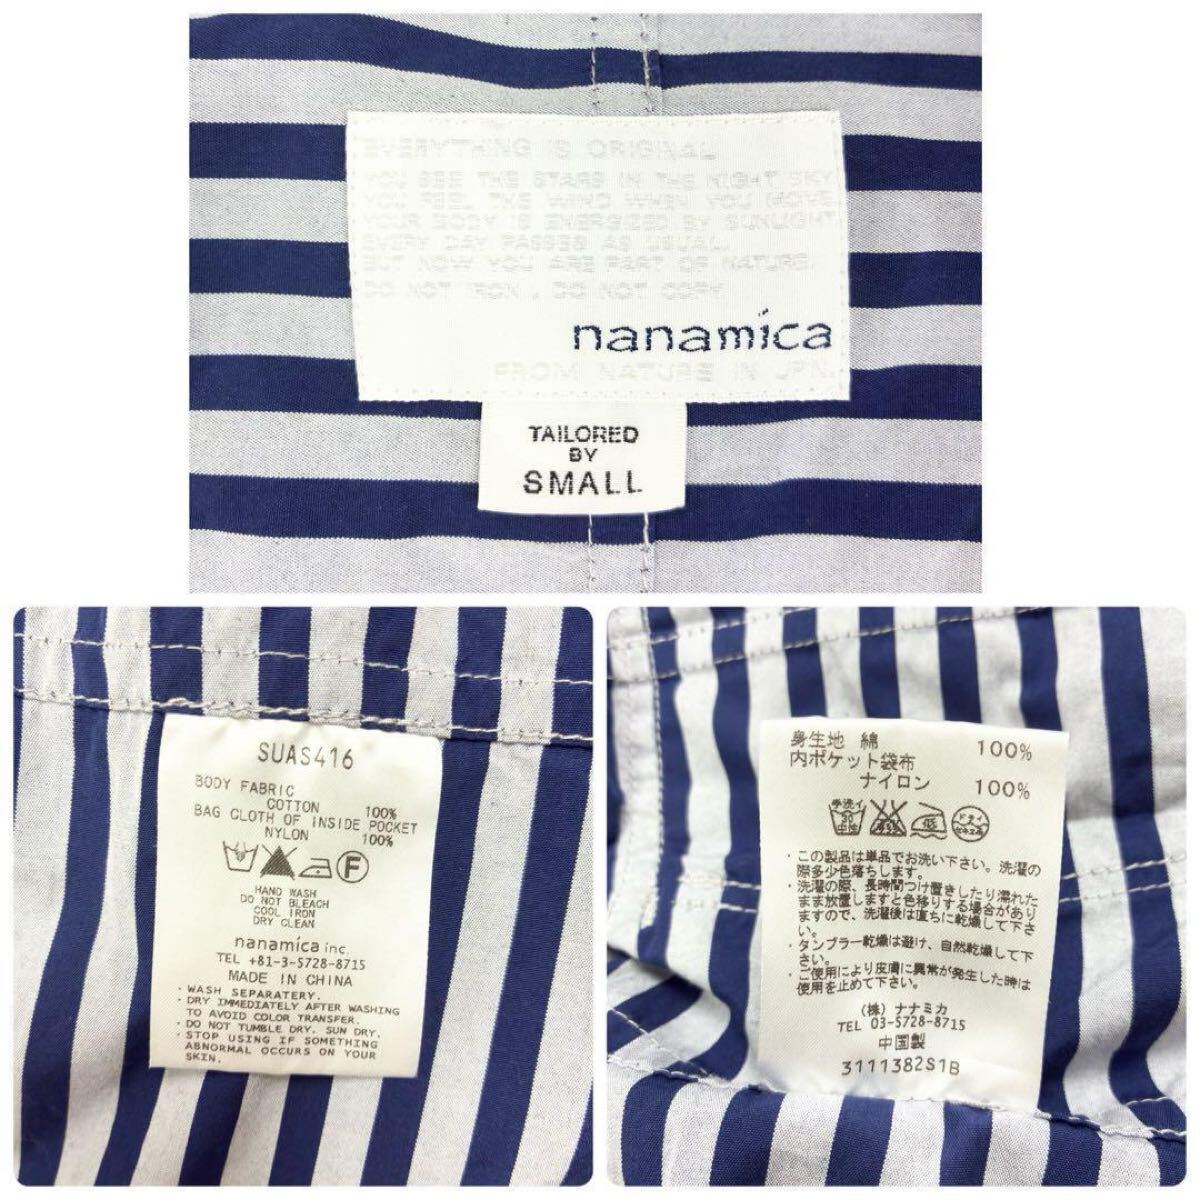 EVERYTHING IS ORIGINAL
YOU SEE THE STARS IN THE NIGHT SKY
YOU FEEL THE WIND WHEN YOU MOVE
YOUR BODY IS ENERGIZED BY SUNLIGHT
EVERY DAY PASSES AS USUAL.
BUT NOW YOU ARE PART OF NATURE.
DO NOT IRON . DO NOT COPY
nanamica
FROM NATURE IN JPN.
TAILORED
BY
SMALL
SUAS416
BODY FABRIC
COTTON 100%
BAG CLOTH OF INSIDE POCKET
NYLON 100%
F
HAND WASH
DO NOT BLEACH
COOL IRON
DRY CLEAN
nanamica inc.
TEL +81-3-5728-8715
MADE IN CHINA
・WASH SEPARATERY.
・DRY IMMEDIATELY AFTER WASHING
TO AVOID COLOR TRANSFER.
・DO NOT TUMBLE DRY. SUN DRY.
・STOP USING IF SOMETHING
ABNORMAL OCCURS ON YOUR
SKIN.
身生地 綿 100%
内ポケット袋布
ナイロン 100%
手洗イ 30 中性 低 ドライ
・この製品は単品でお洗い下さい。洗濯の
際多少色落ちします。
・洗濯の際、長時間つけ置きしたり濡れた
まま放置しますと色移りする場合があり
ますので、洗濯後は直ちに乾燥して下さ
い。
・タンブラー乾燥は避け、自然乾燥して下
さい。
・ご使用により皮膚に異常が発生した時は
使用を止めて下さい。
(株) ナナミカ
TEL 03-5728-8715
中国製
3111382S1B